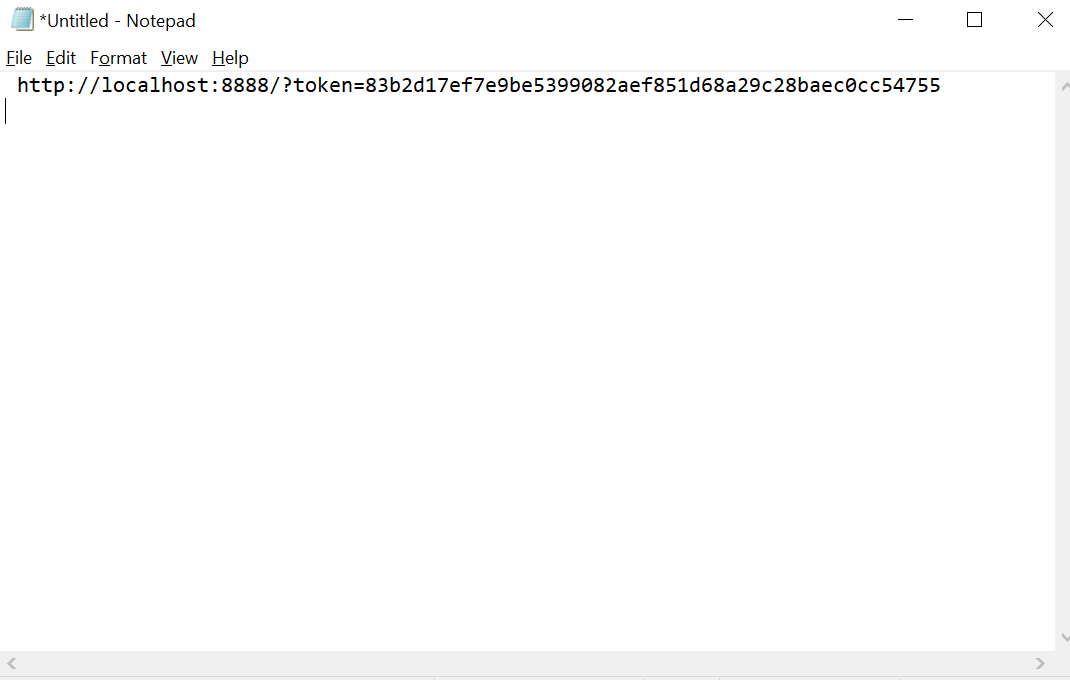 *Untitled - Notepad
File Edit Format View Help
http://localhost:8888/?token=83b2d17ef7e9be5399082aef851d68a29c28baec0cc54755